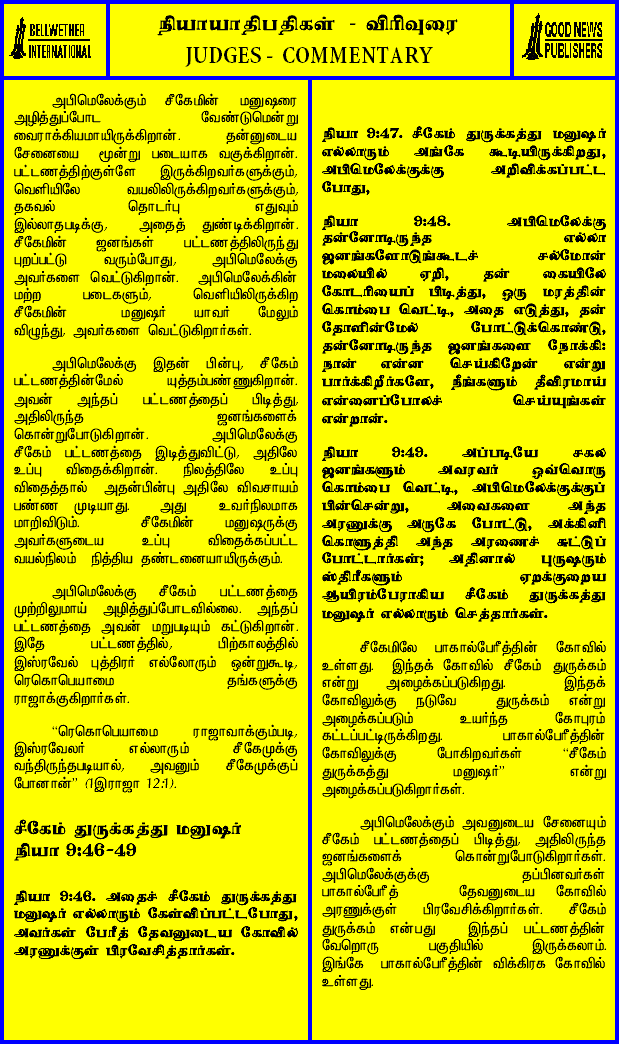 BELLWETHER
INTERNATIONAL
நியாயாதிபதிகள் - விரிவுரை
JUDGES - COMMENTARY
GOOD NEWS
PUBLISHERS
அபிமெலேக்கும் சீகேமின் மனுஷரை
அழித்துப்போட வேண்டுமென்று
வைராக்கியமாயிருக்கிறான். தன்னுடைய
சேனையை மூன்று படையாக வகுக்கிறான்.
பட்டணத்திற்குள்ளே இருக்கிறவர்களுக்கும்,
வெளியிலே வயலிலிருக்கிறவர்களுக்கும்,
தகவல் தொடர்பு எதுவும்
இல்லாதபடிக்கு, அதைத் துண்டிக்கிறான்.
சீகேமின் ஜனங்கள் பட்டணத்திலிருந்து
புறப்பட்டு வரும்போது, அபிமெலேக்கு
அவர்களை வெட்டுகிறான். அபிமெலேக்கின்
மற்ற படைகளும், வெளியிலிருக்கிற
சீகேமின் மனுஷர் யாவர் மேலும்
விழுந்து, அவர்களை வெட்டுகிறார்கள்.
அபிமெலேக்கு இதன் பின்பு, சீகேம்
பட்டணத்தின்மேல் யுத்தம்பண்ணுகிறான்.
அவன் அந்தப் பட்டணத்தைப் பிடித்து,
அதிலிருந்த ஜனங்களைக்
கொன்றுபோடுகிறான். அபிமெலேக்கு
சீகேம் பட்டணத்தை இடித்துவிட்டு, அதிலே
உப்பு விதைக்கிறான். நிலத்திலே உப்பு
விதைத்தால் அதன்பின்பு அதிலே விவசாயம்
பண்ண முடியாது. அது உவர்நிலமாக
மாறிவிடும். சீகேமின் மனுஷருக்கு
அவர்களுடைய உப்பு விதைக்கப்பட்ட
வயல்நிலம் நித்திய தண்டனையாயிருக்கும்.
அபிமெலேக்கு சீகேம் பட்டணத்தை
முற்றிலுமாய் அழித்துப்போடவில்லை. அந்தப்
பட்டணத்தை அவன் மறுபடியும் கட்டுகிறான்.
இதே பட்டணத்தில், பிற்காலத்தில்
இஸ்ரவேல் புத்திரர் எல்லோரும் ஒன்றுகூடி,
ரெகொபெயாமை தங்களுக்கு
ராஜாக்குகிறார்கள்.
“ரெகொபெயாமை ராஜாவாக்கும்படி,
இஸ்ரவேலர் எல்லாரும் சீகேமுக்கு
வந்திருந்தபடியால், அவனும் சீகேமுக்குப்
போனான்” (1இராஜா 12:1).
சீகேம் துருக்கத்து மனுஷர்
நியா 9:46-49
நியா 9:46. அதைச் சீகேம் துருக்கத்து
மனுஷர் எல்லாரும் கேள்விப்பட்டபோது,
அவர்கள் பேரீத் தேவனுடைய கோவில்
அரணுக்குள் பிரவேசித்தார்கள்.
நியா 9:47. சீகேம் துருக்கத்து மனுஷர்
எல்லாரும் அங்கே கூடியிருக்கிறது,
அபிமெலேக்குக்கு அறிவிக்கப்பட்ட
போது,
நியா 9:48. அபிமெலேக்கு
தன்னோடிருந்த எல்லா
ஜனங்களோடுங்கூடச் சல்மோன்
மலையில் ஏறி, தன் கையிலே
கோடரியைப் பிடித்து, ஒரு மரத்தின்
கொம்பை வெட்டி, அதை எடுத்து, தன்
தோளின்மேல் போட்டுக்கொண்டு,
தன்னோடிருந்த ஜனங்களை நோக்கி:
நான் என்ன செய்கிறேன் என்று
பார்க்கிறீர்களே, நீங்களும் தீவிரமாய்
என்னைப்போலச் செய்யுங்கள்
என்றான்.
நியா 9:49. அப்படியே சகல
ஜனங்களும் அவரவர் ஒவ்வொரு
கொம்பை வெட்டி, அபிமெலேக்குக்குப்
பின்சென்று, அவைகளை அந்த
அரணுக்கு அருகே போட்டு, அக்கினி
கொளுத்தி அந்த அரணைச் சுட்டுப்
போட்டார்கள்; அதினால் புருஷரும்
ஸ்திரீகளும் ஏறக்குறைய
ஆயிரம்பேராகிய சீகேம் துருக்கத்து
மனுஷர் எல்லாரும் செத்தார்கள்.
சீகேமிலே பாகால்பேரீத்தின் கோவில்
உள்ளது. இந்தக் கோவில் சீகேம் துருக்கம்
என்று அழைக்கப்படுகிறது. இந்தக்
கோவிலுக்கு நடுவே துருக்கம் என்று
அழைக்கப்படும் உயர்ந்த கோபுரம்
கட்டப்பட்டிருக்கிறது. பாகால்பேரீத்தின்
கோவிலுக்கு போகிறவர்கள் “சீகேம்
துருக்கத்து மனுஷர்” என்று
அழைக்கப்படுகிறார்கள்.
அபிமெலேக்கும் அவனுடைய சேனையும்
சீகேம் பட்டணத்தைப் பிடித்து, அதிலிருந்த
ஜனங்களைக் கொன்றுபோடுகிறார்கள்.
அபிமெலேக்குக்கு தப்பினவர்கள்
பாகால்பேரீத் தேவனுடைய கோவில்
அரணுக்குள் பிரவேசிக்கிறார்கள். சீகேம்
துருக்கம் என்பது இந்தப் பட்டணத்தின்
வேறொரு பகுதியில் இருக்கலாம்.
இங்கே பாகால்பேரீத்தின் விக்கிரக கோவில்
உள்ளது.